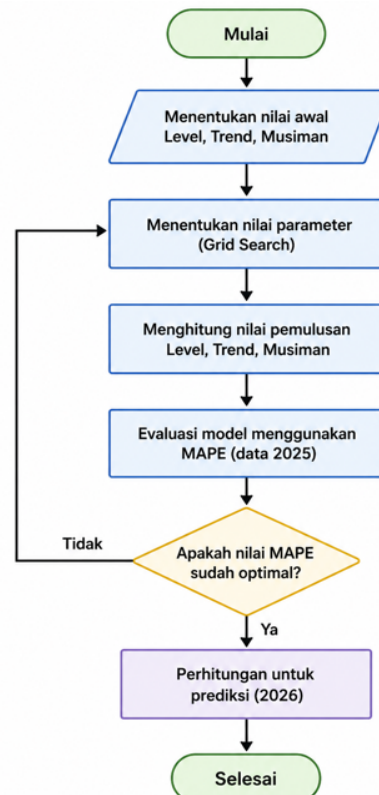 Mulai
Menentukan nilai awal
Level, Trend, Musiman
Menentukan nilai parameter
(Grid Search)
Menghitung nilai pemulusan
Level, Trend, Musiman
Evaluasi model menggunakan
MAPE (data 2025)
Tidak
Apakah nilai MAPE
sudah optimal?
Ya
Perhitungan untuk
prediksi (2026)
Selesai